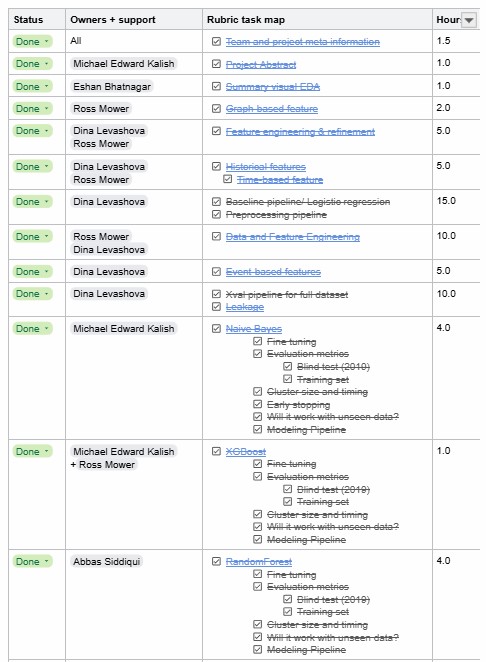 Status Owners + support Rubric task map Hours
Done All Team and project meta information 1.5
Done Michael Edward Kalish Project Abstract 1.0
Done Eshan Bhatnagar Summary visual EDA 1.0
Done Ross Mower Graph-based feature 2.0
Done Dina Levashova Feature engineering & refinement 5.0
Ross Mower
Done Dina Levashova Historical features 5.0
Ross Mower Time-based feature
Done Dina Levashova Baseline pipeline/ Logistic regression 15.0
Preprocessing pipeline
Done Ross Mower Data and Feature Engineering 10.0
Dina Levashova
Done Dina Levashova Event-based features 5.0
Done Dina Levashova Xval pipeline for full dataset 10.0
Leakage
Done Michael Edward Kalish Naive Bayes 4.0
Fine tuning
Evaluation metrics
Blind test (2019)
Training set
Cluster size and timing
Early stopping
Will it work with unseen data?
Modeling Pipeline
Done Michael Edward Kalish XGBoost 1.0
+ Ross Mower Fine tuning
Evaluation metrics
Blind test (2019)
Training set
Cluster size and timing
Will it work with unseen data?
Modeling Pipeline
Done Abbas Siddiqui RandomForest 4.0
Fine tuning
Evaluation metrics
Blind test (2019)
Training set
Cluster size and timing
Will it work with unseen data?
Modeling Pipeline